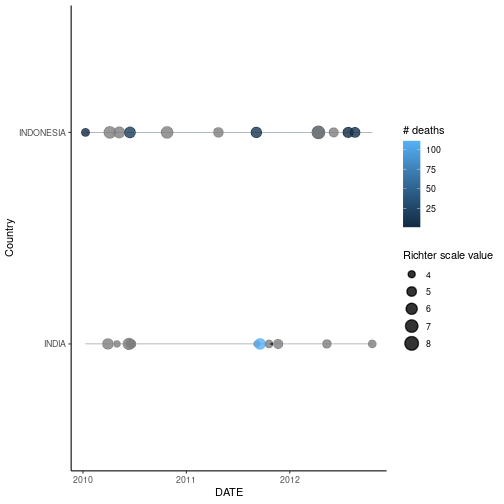 INDONESIA
INDIA
Country
2010 2011 2012
DATE
# deaths
100
75
50
25
Richter scale value
4
5
6
7
8